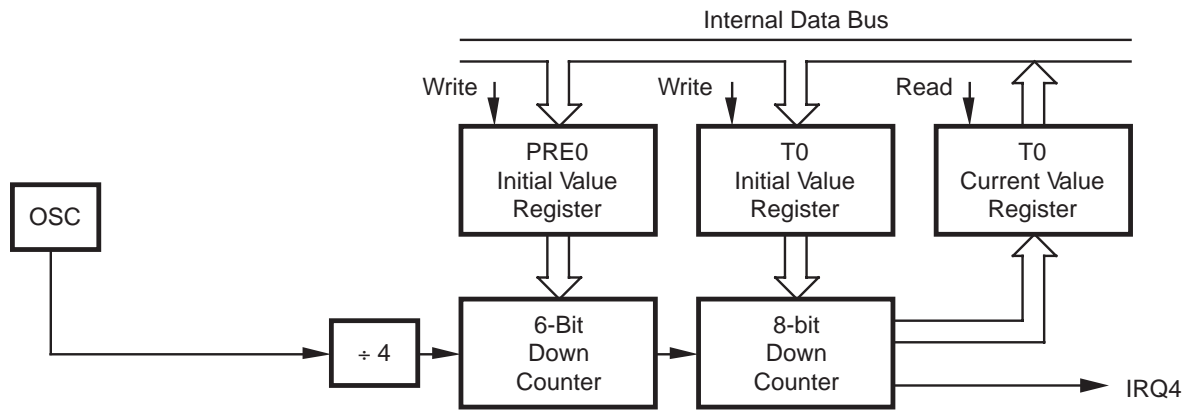 Internal Data Bus
Write
Write
Read
PRE0
Initial Value
Register
T0
Initial Value
Register
T0
Current Value
Register
OSC
÷ 4
6-Bit
Down
Counter
8-bit
Down
Counter
IRQ4